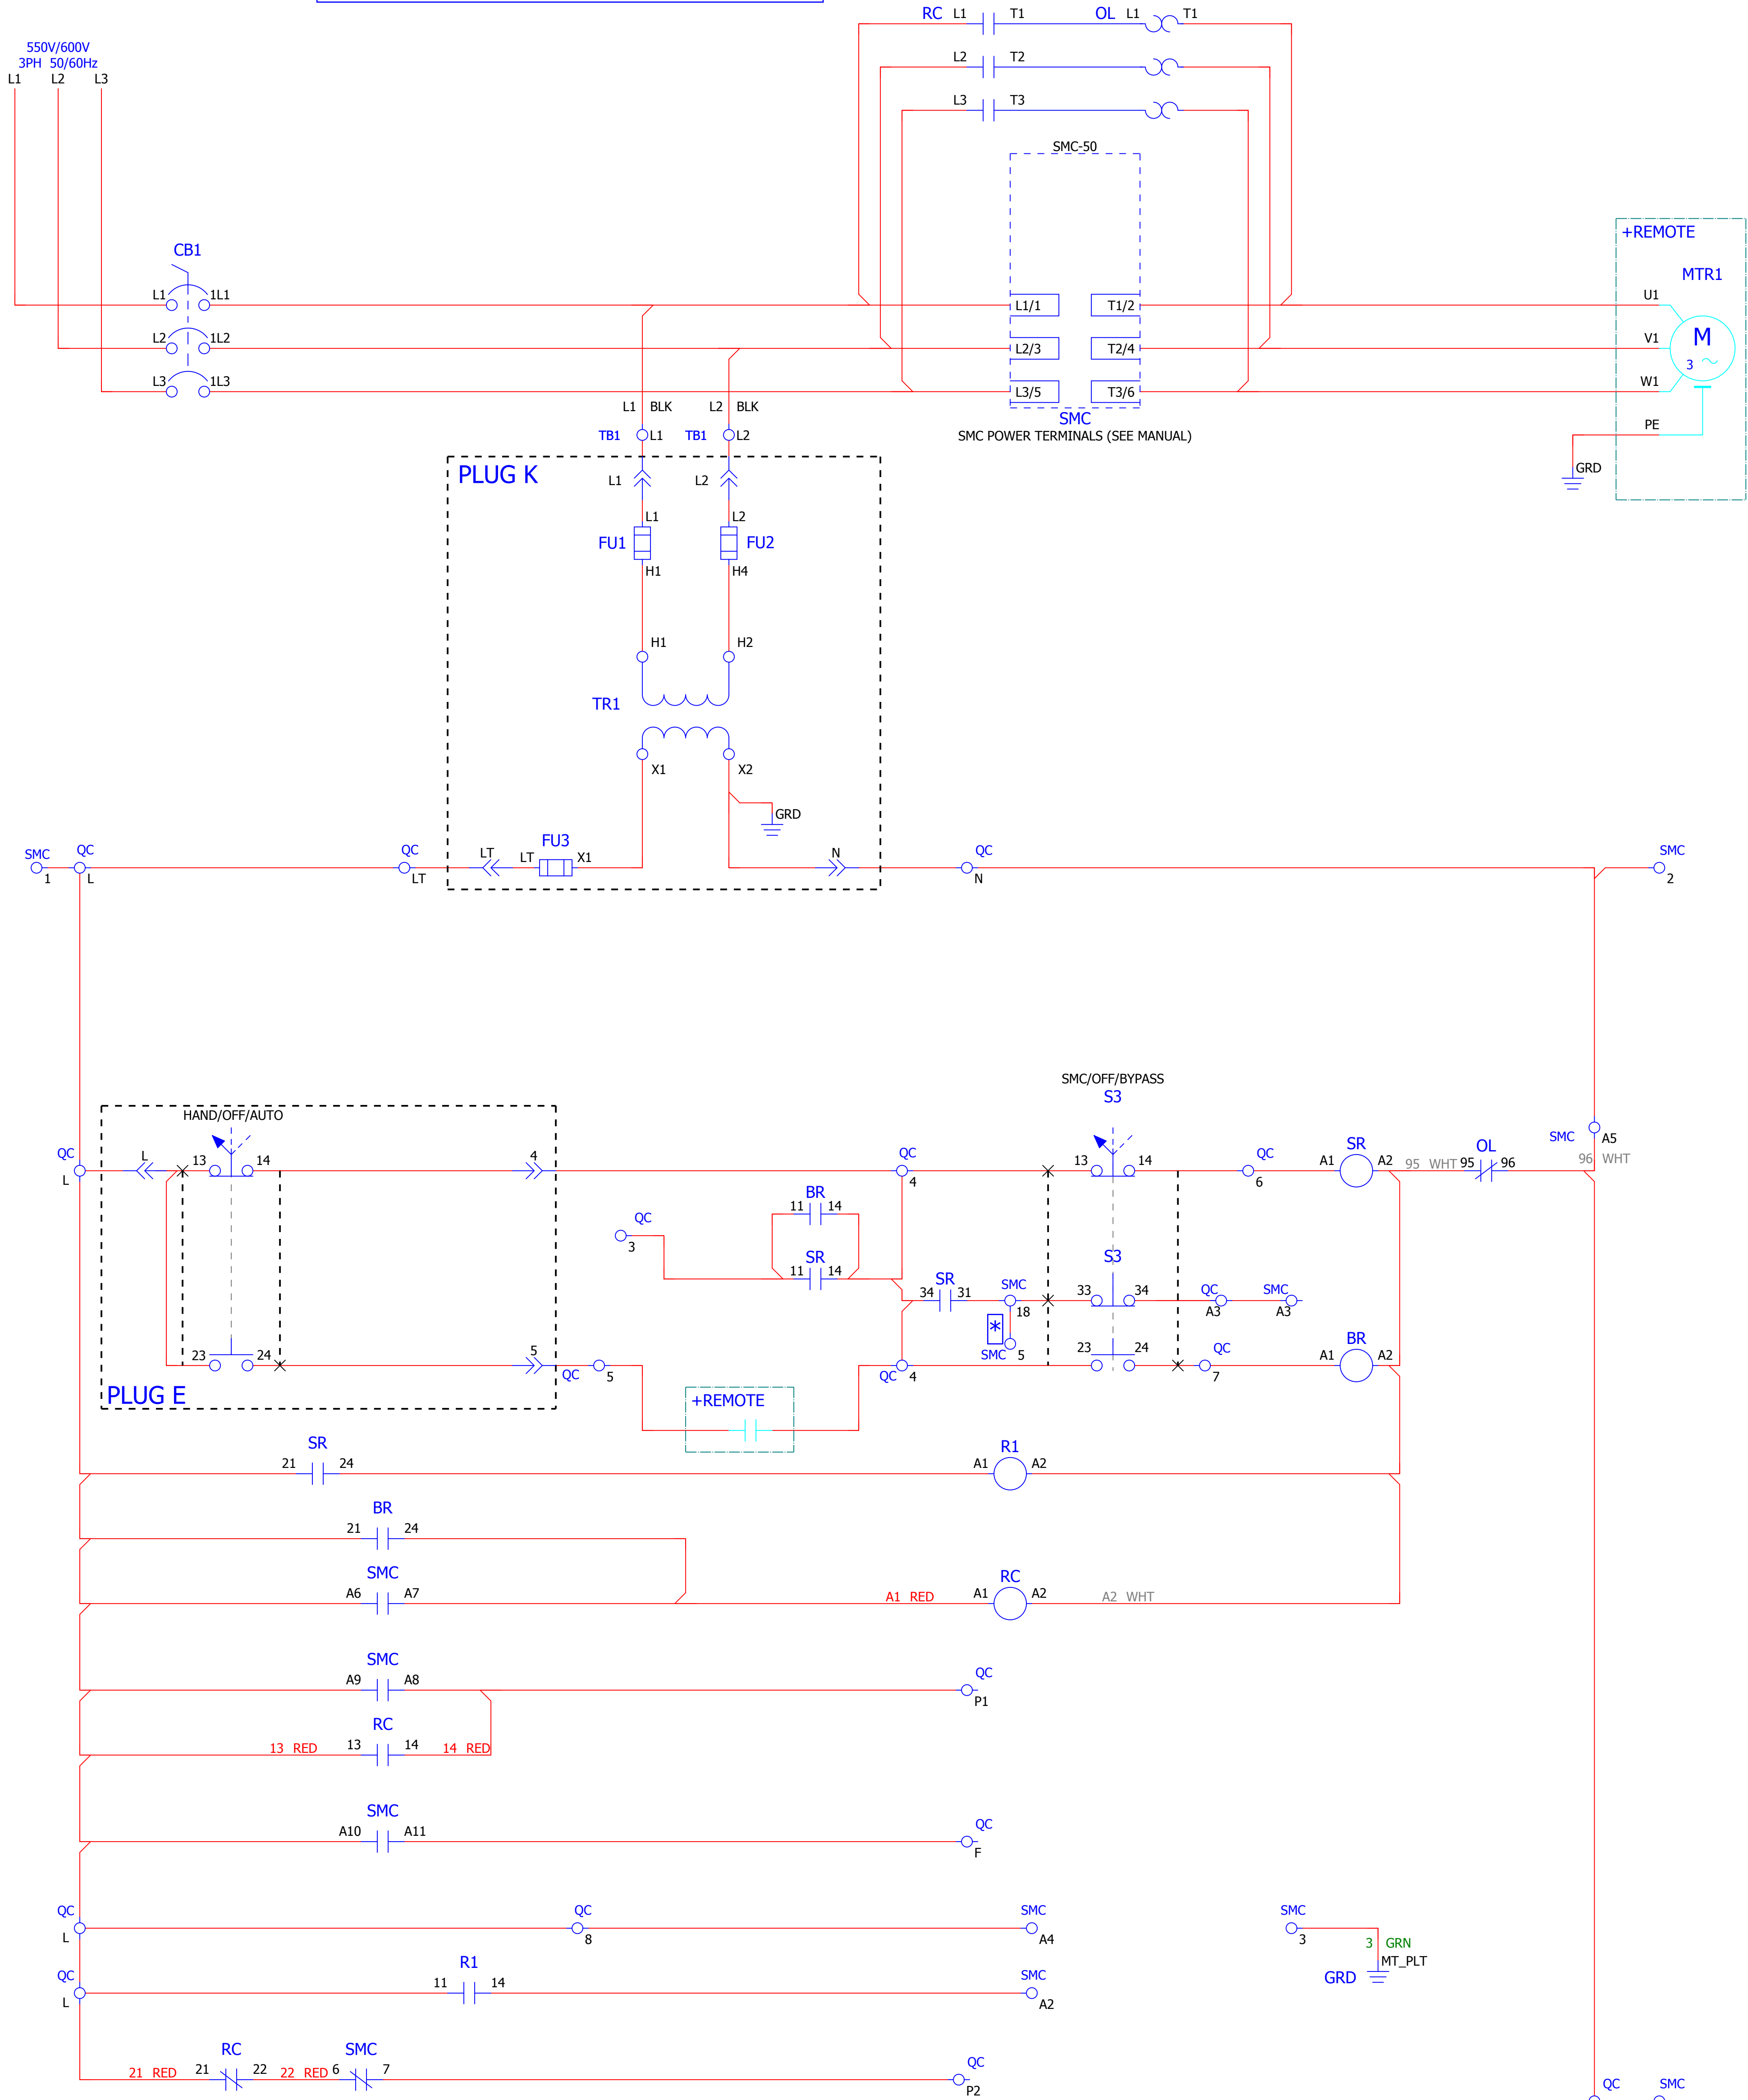 RC L1 T1 OL L1 T1
550V/600V
3PH 50/60Hz
L1 L2 L3
L2 T2
L3 T3
SMC-50
+REMOTE
MTR1
CB1
L1 1L1 L1/1 T1/2 U1
L2 1L2 L2/3 T2/4 V1
M
3
L3 1L3 L3/5 T3/6 W1
L1 BLK L2 BLK
SMC
PE
TB1 L1 TB1 L2
SMC POWER TERMINALS (SEE MANUAL)
GRD
PLUG K
L1 L2
L1 L2
FU1 FU2
H1 H4
H1 H2
TR1
X1 X2
GRD
FU3
SMC QC QC LT LT X1 N QC SMC
1 L LT N 2
SMC/OFF/BYPASS
S3
HAND/OFF/AUTO
SMC A5
QC L 13 14 4 QC 13 14 QC SR OL
L 4 6 A1 A2 95 WHT 95 96 96 WHT
BR
11 14
QC
3
SR
11 14
S3
SR
34 31 SMC 33 34 QC SMC
18 A3 A3
*
SMC 5
23 24 5 QC 5 QC 4 23 24 QC BR
7 A1 A2
PLUG E
+REMOTE
SR R1
21 24 A1 A2
BR
21 24
SMC RC
A6 A7 A1 RED A1 A2 A2 WHT
SMC QC
A9 A8 P1
RC
13 RED 13 14 14 RED
SMC QC
A10 A11 F
QC QC SMC SMC
L 8 A4 3
3 GRN
MT_PLT
GRD
QC R1 SMC
L 11 14 A2
RC SMC
21 RED 21 22 22 RED 6 7 QC
P2
QC SMC